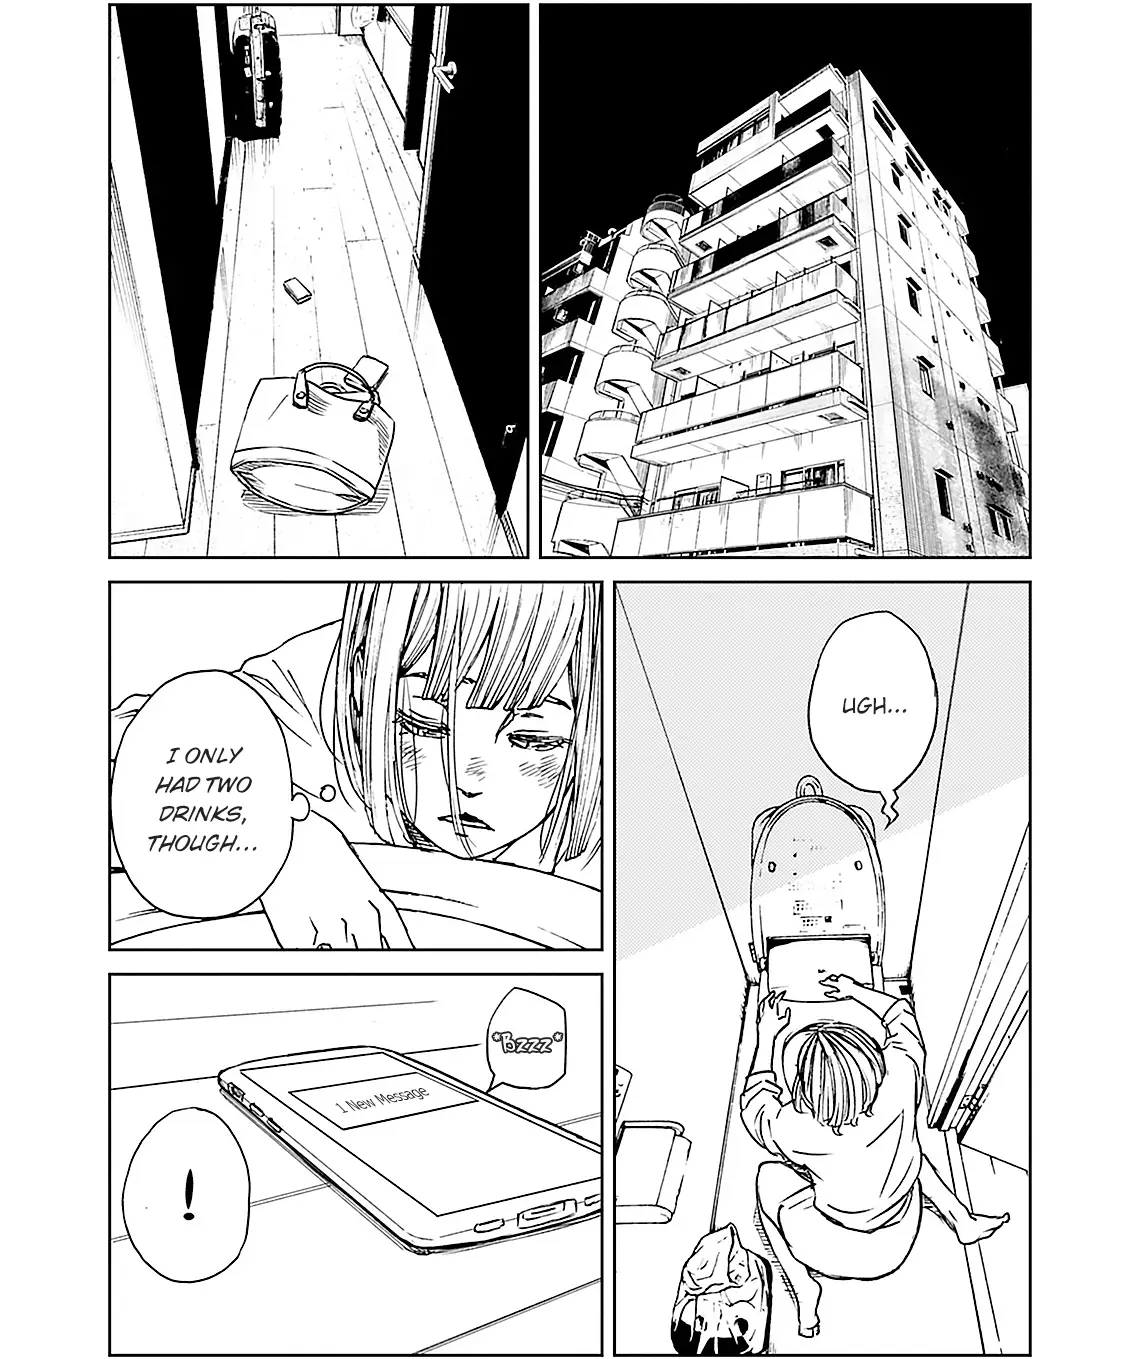 UGH...
I ONLY
HAD TWO
DRINKS,
THOUGH...
*Bzzz*
1 New Message
!